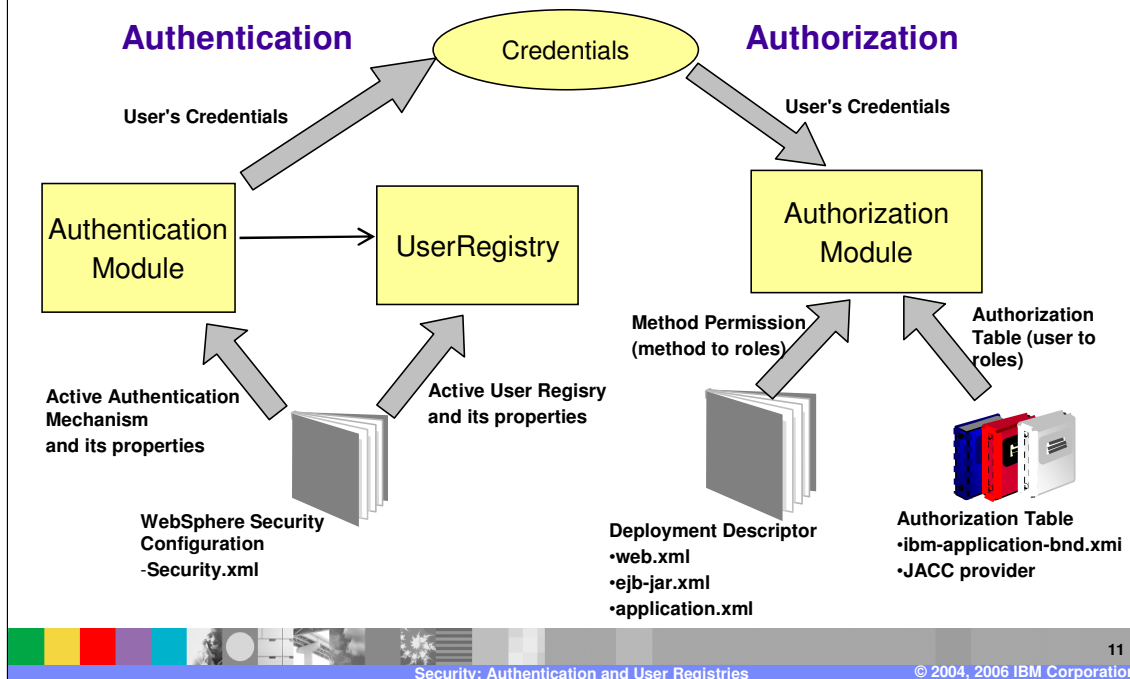 Authentication
Credentials
Authorization
User's Credentials
User's Credentials
Authentication
Module
UserRegistry
Authorization
Module
Active Authentication
Mechanism
and its properties
Active User Regisry
and its properties
Method Permission
(method to roles)
Authorization
Table (user to
roles)
WebSphere Security
Configuration
-Security.xml
Deployment Descriptor
•web.xml
•ejb-jar.xml
•application.xml
Authorization Table
•ibm-application-bnd.xmi
•JACC provider
11
Security: Authentication and User Registries
© 2004, 2006 IBM Corporation